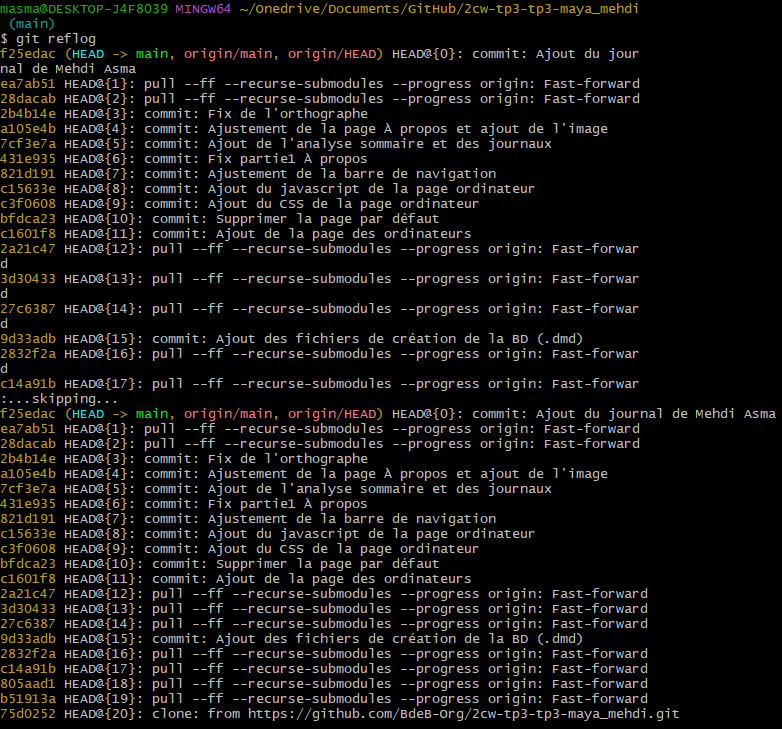 masma@DESKTOP-J4F8O39 MINGW64 ~/Onedrive/Documents/GitHub/2cw-tp3-tp3-maya_mehdi
 (main)
$ git reflog
f25edac (HEAD -> main, origin/main, origin/HEAD) HEAD@{0}: commit: Ajout du jour
nal de Mehdi Asma
ea7ab51 HEAD@{1}: pull --ff --recurse-submodules --progress origin: Fast-forward
28dacab HEAD@{2}: pull --ff --recurse-submodules --progress origin: Fast-forward
2b4b14e HEAD@{3}: commit: Fix de l'orthographe
a105e4b HEAD@{4}: commit: Ajustement de la page À propos et ajout de l'image
7cf3e7a HEAD@{5}: commit: Ajout de l'analyse sommaire et des journaux
431e935 HEAD@{6}: commit: Fix partie1 À propos
821d191 HEAD@{7}: commit: Ajustement de la barre de navigation
c15633e HEAD@{8}: commit: Ajout du javascript de la page ordinateur
c3f0608 HEAD@{9}: commit: Ajout du CSS de la page ordinateur
bfdca23 HEAD@{10}: commit: Supprimer la page par défaut
c1601f8 HEAD@{11}: commit: Ajout de la page des ordinateurs
2a21c47 HEAD@{12}: pull --ff --recurse-submodules --progress origin: Fast-forwar
d
3d30433 HEAD@{13}: pull --ff --recurse-submodules --progress origin: Fast-forwar
d
27c6387 HEAD@{14}: pull --ff --recurse-submodules --progress origin: Fast-forwar
d
9d33adb HEAD@{15}: commit: Ajout des fichiers de création de la BD (.dmd)
2832f2a HEAD@{16}: pull --ff --recurse-submodules --progress origin: Fast-forwar
d
c14a91b HEAD@{17}: pull --ff --recurse-submodules --progress origin: Fast-forwar
:...skipping...
f25edac (HEAD -> main, origin/main, origin/HEAD) HEAD@{0}: commit: Ajout du journal de Mehdi Asma
ea7ab51 HEAD@{1}: pull --ff --recurse-submodules --progress origin: Fast-forward
28dacab HEAD@{2}: pull --ff --recurse-submodules --progress origin: Fast-forward
2b4b14e HEAD@{3}: commit: Fix de l'orthographe
a105e4b HEAD@{4}: commit: Ajustement de la page À propos et ajout de l'image
7cf3e7a HEAD@{5}: commit: Ajout de l'analyse sommaire et des journaux
431e935 HEAD@{6}: commit: Fix partie1 À propos
821d191 HEAD@{7}: commit: Ajustement de la barre de navigation
c15633e HEAD@{8}: commit: Ajout du javascript de la page ordinateur
c3f0608 HEAD@{9}: commit: Ajout du CSS de la page ordinateur
bfdca23 HEAD@{10}: commit: Supprimer la page par défaut
c1601f8 HEAD@{11}: commit: Ajout de la page des ordinateurs
2a21c47 HEAD@{12}: pull --ff --recurse-submodules --progress origin: Fast-forward
3d30433 HEAD@{13}: pull --ff --recurse-submodules --progress origin: Fast-forward
27c6387 HEAD@{14}: pull --ff --recurse-submodules --progress origin: Fast-forward
9d33adb HEAD@{15}: commit: Ajout des fichiers de création de la BD (.dmd)
2832f2a HEAD@{16}: pull --ff --recurse-submodules --progress origin: Fast-forward
c14a91b HEAD@{17}: pull --ff --recurse-submodules --progress origin: Fast-forward
805aad1 HEAD@{18}: pull --ff --recurse-submodules --progress origin: Fast-forward
b51913a HEAD@{19}: pull --ff --recurse-submodules --progress origin: Fast-forward
75d0252 HEAD@{20}: clone: from https://github.com/BdeB-Org/2cw-tp3-tp3-maya_mehdi.git